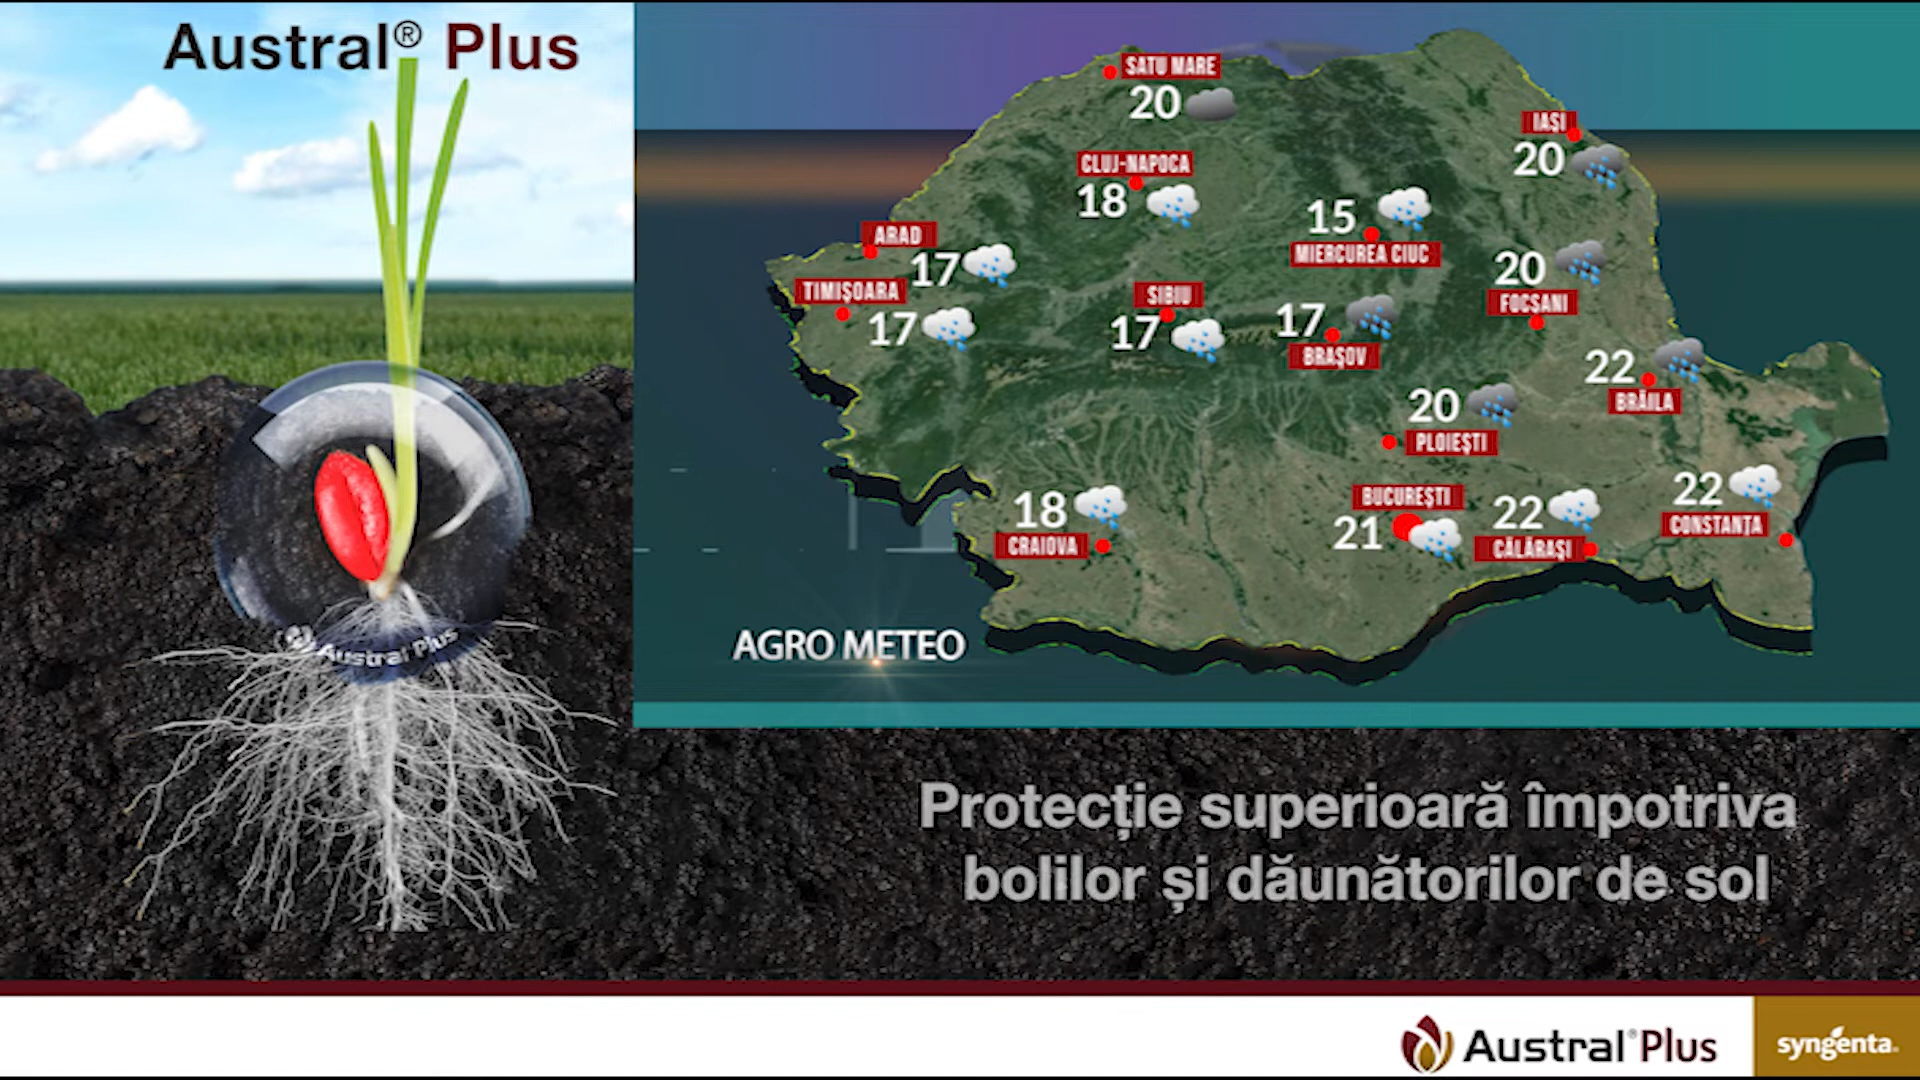 Austral® Plus
SATU MARE
20
IAȘI
20
CLUJ-NAPOCA
18
15
MIERCUREA CIUC
ARAD
17
20
FOCȘANI
TIMIȘOARA
17
SIBIU
17
17
BRAȘOV
22
BRĂILA
20
PLOIEȘTI
18
CRAIOVA
BUCUREȘTI
21
22
CĂLĂRAȘI
22
CONSTANȚA
AGRO METEO
Austral Plus
Protecție superioară împotriva
bolilor și dăunătorilor de sol
Austral® Plus
syngenta.